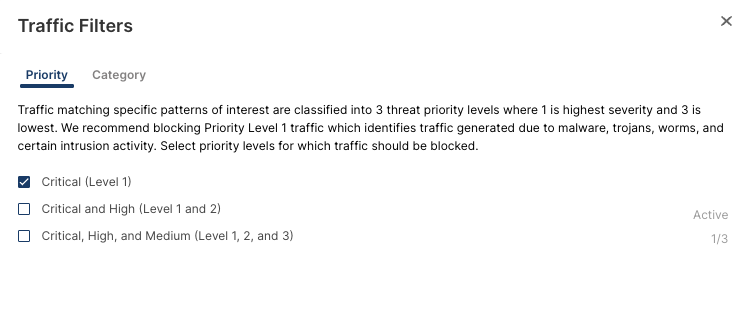 Traffic Filters
Priority
Category
Traffic matching specific patterns of interest are classified into 3 threat priority levels where 1 is highest severity and 3 is
lowest. We recommend blocking Priority Level 1 traffic which identifies traffic generated due to malware, trojans, worms, and
certain intrusion activity. Select priority levels for which traffic should be blocked.
Critical (Level 1)
Critical and High (Level 1 and 2)
Active
Critical, High, and Medium (Level 1, 2, and 3)
1/3